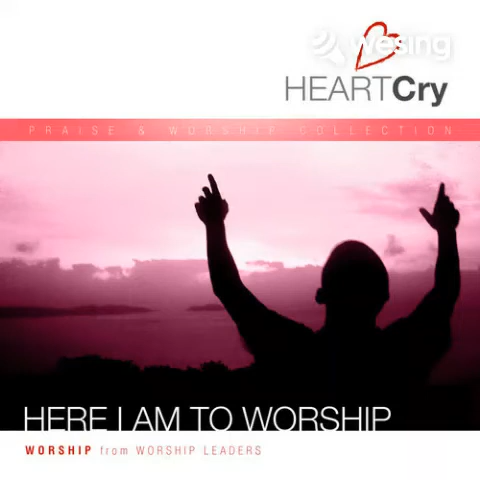 wesing
HEARTCry
PRAISE & WORSHIP COLLECTION
HERE I AM TO WORSHIP
WORSHIP from WORSHIP LEADERS